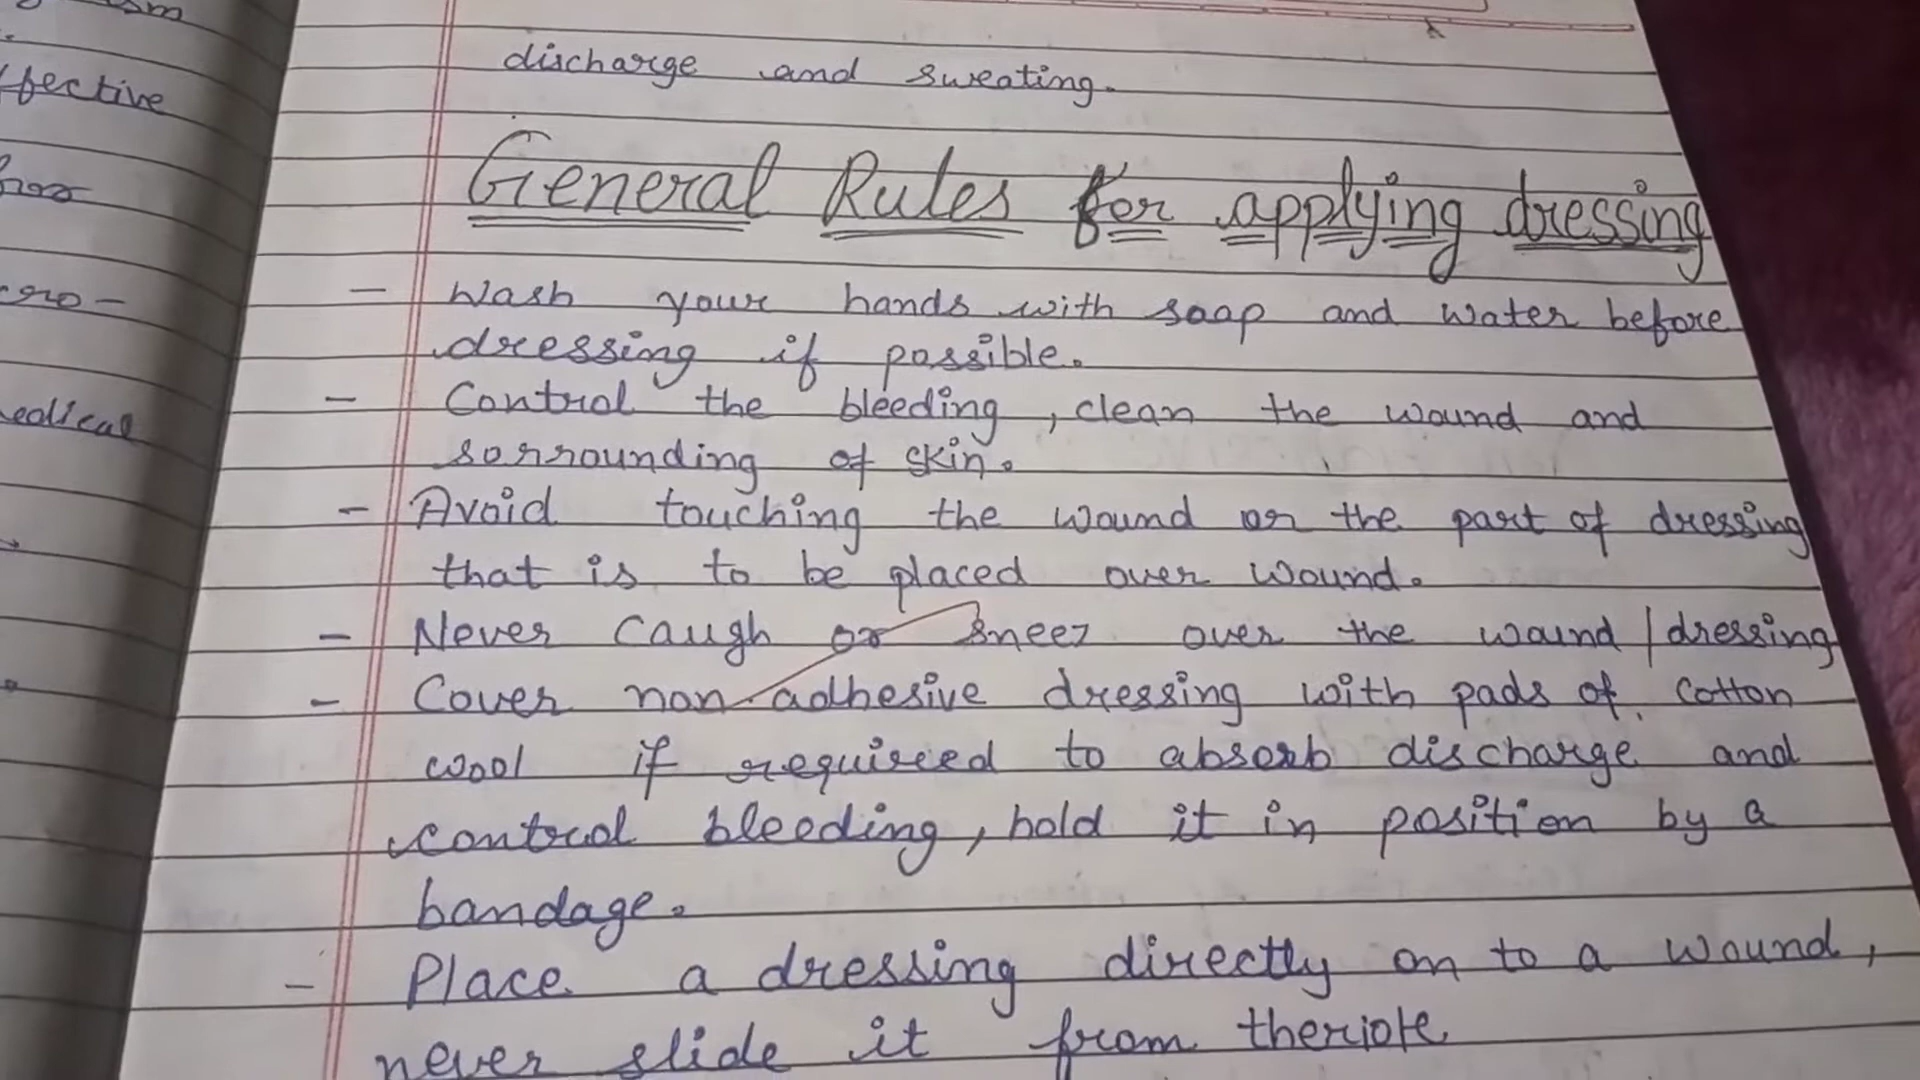 discharge and sweating.
General Rules for applying dressing
- Wash your hands with soap and water before
dressing if possible.
- Control the bleeding, clean the wound and
sorrounding of skin.
- Avoid touching the wound or the part of dressing
that is to be placed over wound.
- Never Caugh or sneez over the wound / dressing
- Cover non-adhesive dressing with pads of cotton
wool if required to absorb discharge and
control bleeding, hold it in position by a
bandage.
- Place a dressing directly on to a wound,
never slide it from
ffective
edical